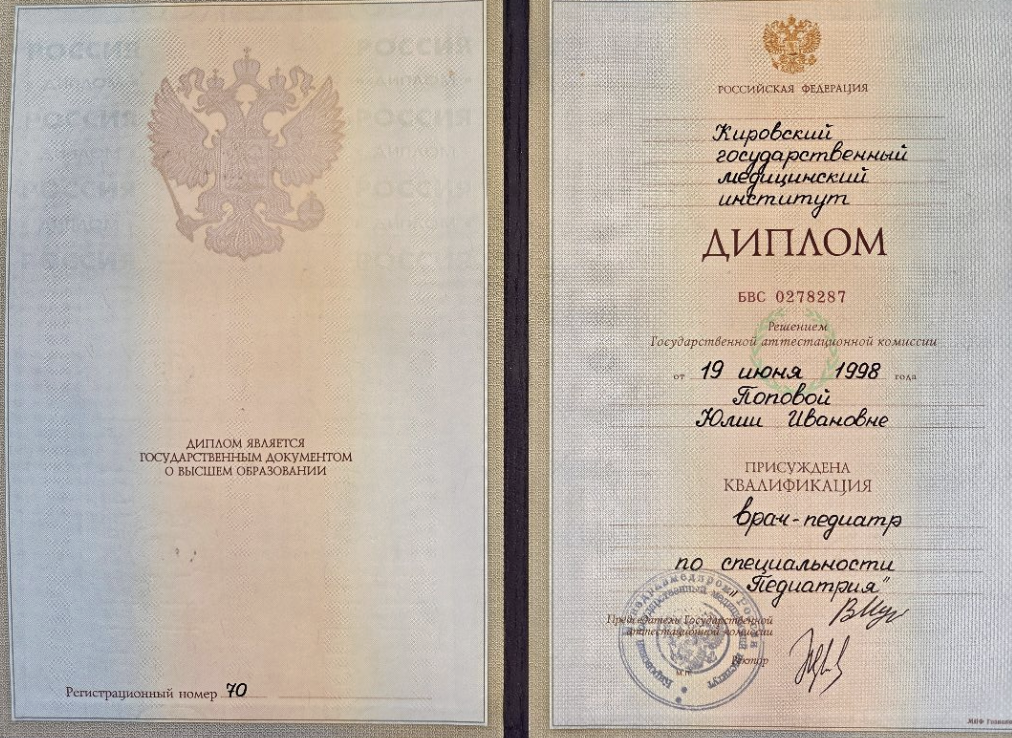 РОССИЯ РОССИЯ
ДИПЛОМ ЯВЛЯЕТСЯ
ГОСУДАРСТВЕННЫМ ДОКУМЕНТОМ
О ВЫСШЕМ ОБРАЗОВАНИИ
Регистрационный номер 70
РОССИЙСКАЯ ФЕДЕРАЦИЯ
Кировский
государственный
медицинский
институт
ДИПЛОМ
БВС 0278287
Решением
Государственной аттестационной комиссии
от 19 июня 1998 года
Поповой
Юлии Ивановне
ПРИСУЖДЕНА
КВАЛИФИКАЦИЯ
врач-педиатр
по специальности
"Педиатрия"
Председатель Государственной
аттестационной комиссии
Ректор
М.П.